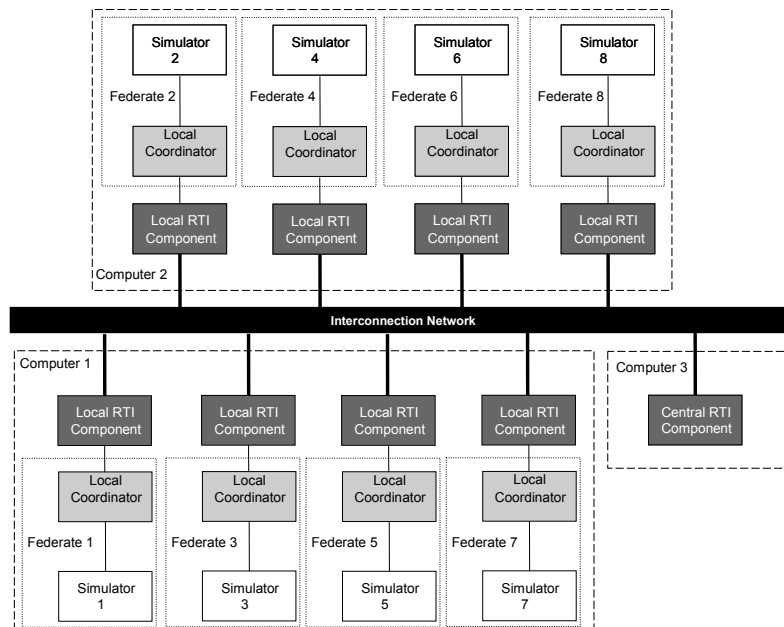 Simulator
2
Simulator
4
Simulator
6
Simulator
8
Federate 2
Federate 4
Federate 6
Federate 8
Local
Coordinator
Local
Coordinator
Local
Coordinator
Local
Coordinator
Local RTI
Component
Local RTI
Component
Local RTI
Component
Local RTI
Component
Computer 2
Interconnection Network
Computer 1
Computer 3
Local RTI
Component
Local RTI
Component
Local RTI
Component
Local RTI
Component
Central RTI
Component
Local
Coordinator
Local
Coordinator
Local
Coordinator
Local
Coordinator
Federate 1
Federate 3
Federate 5
Federate 7
Simulator
1
Simulator
3
Simulator
5
Simulator
7